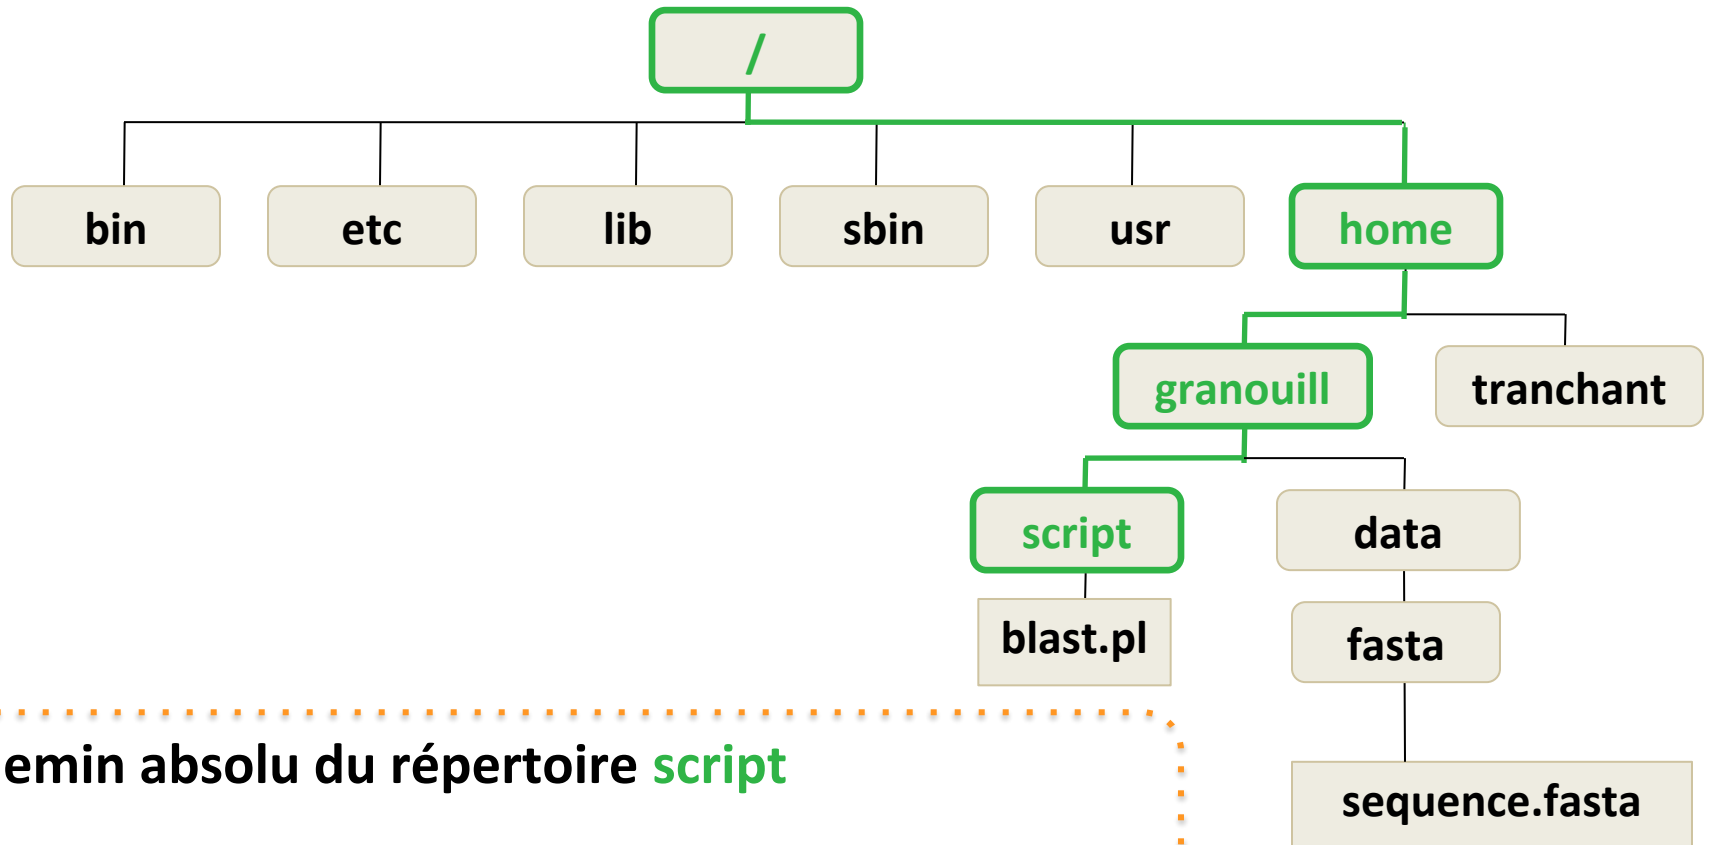 /
bin
etc
lib
sbin
usr
home
granouill
tranchant
script
data
blast.pl
fasta
emin absolu du répertoire script
sequence.fasta